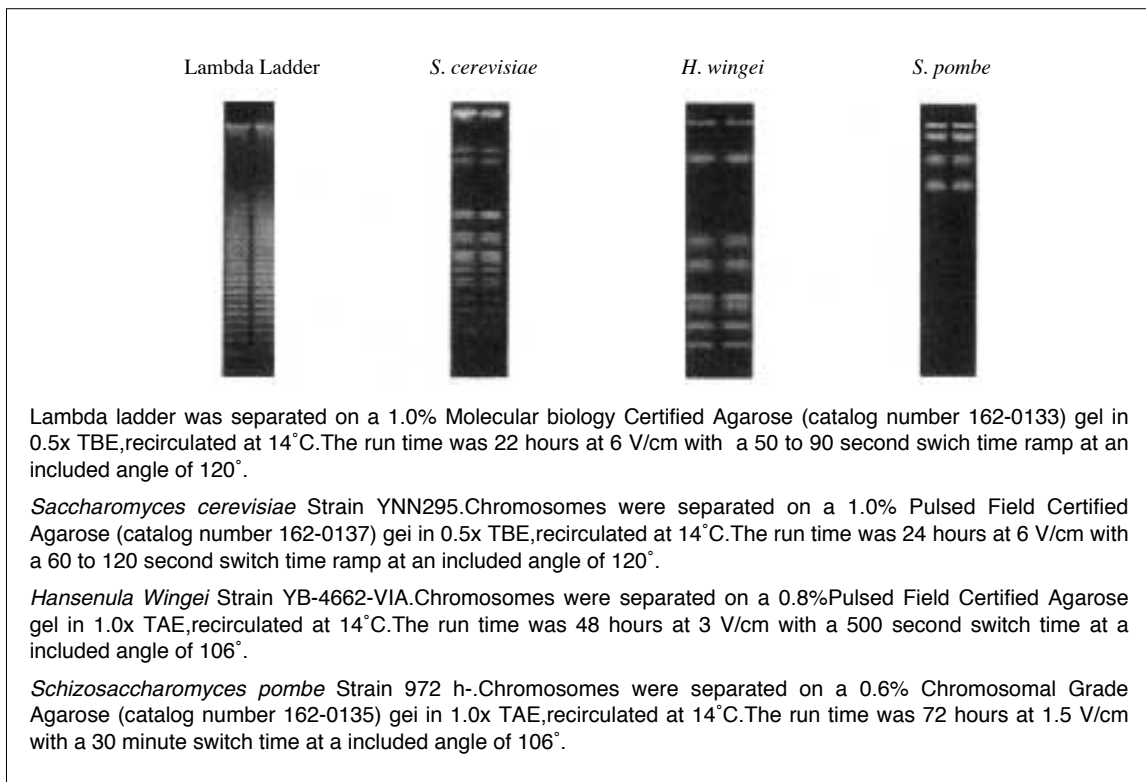 Lambda Ladder S. cerevisiae H. wingei S. pombe
Lambda ladder was separated on a 1.0% Molecular biology Certified Agarose (catalog number 162-0133) gel in
0.5x TBE,recirculated at 14˚C.The run time was 22 hours at 6 V/cm with a 50 to 90 second swich time ramp at an
included angle of 120˚.
Saccharomyces cerevisiae Strain YNN295.Chromosomes were separated on a 1.0% Pulsed Field Certified
Agarose (catalog number 162-0137) gei in 0.5x TBE,recirculated at 14˚C.The run time was 24 hours at 6 V/cm with
a 60 to 120 second switch time ramp at an included angle of 120˚.
Hansenula Wingei Strain YB-4662-VIA.Chromosomes were separated on a 0.8%Pulsed Field Certified Agarose
gel in 1.0x TAE,recirculated at 14˚C.The run time was 48 hours at 3 V/cm with a 500 second switch time at a
included angle of 106˚.
Schizosaccharomyces pombe Strain 972 h-.Chromosomes were separated on a 0.6% Chromosomal Grade
Agarose (catalog number 162-0135) gei in 1.0x TAE,recirculated at 14˚C.The run time was 72 hours at 1.5 V/cm
with a 30 minute switch time at a included angle of 106˚.